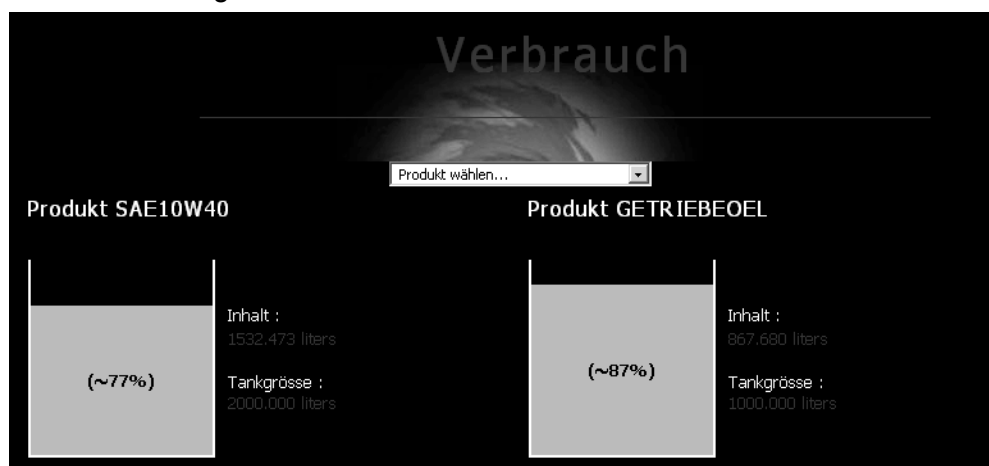 Verbrauch
Produkt wählen...
Produkt SAE10W40
(~77%)
Inhalt :
1532.473 liters
Tankgrösse :
2000.000 liters
Produkt GETRIEBEOEL
(~87%)
Inhalt :
867.680 liters
Tankgrösse :
1000.000 liters